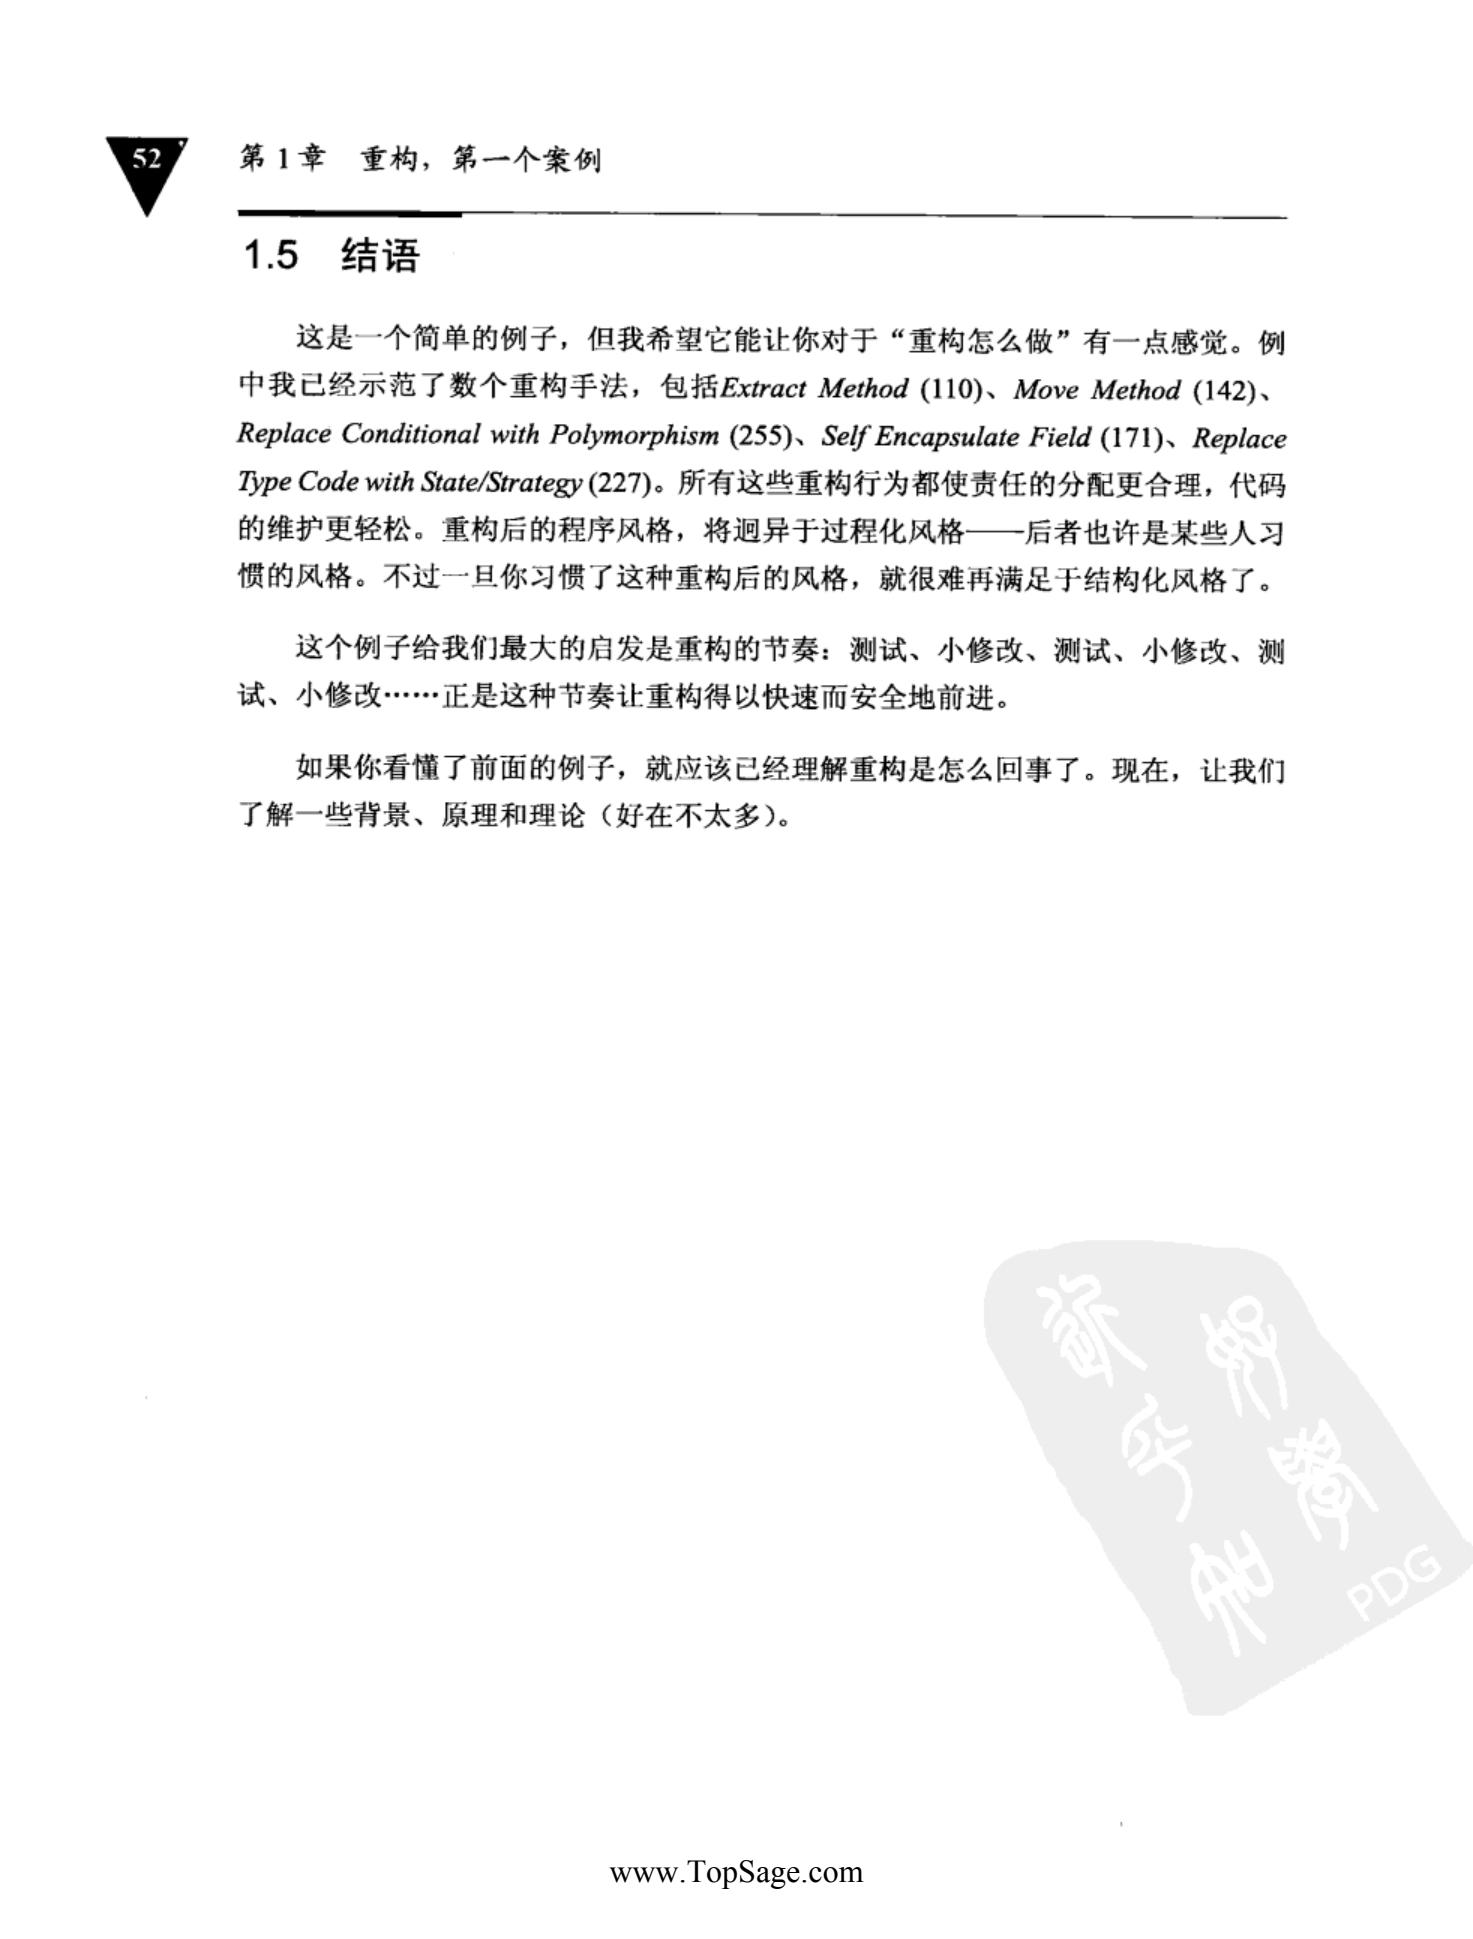 52
第1章 重构，第一个案例
1.5 结语
这是一个简单的例子，但我希望它能让你对于“重构怎么做”有一点感觉。例
中我已经示范了数个重构手法，包括Extract Method (110)、Move Method (142)、
Replace Conditional with Polymorphism (255)、Self Encapsulate Field (171)、Replace
Type Code with State/Strategy (227)。所有这些重构行为都使责任的分配更合理，代码
的维护更轻松。重构后的程序风格，将迥异于过程化风格——后者也许是某些人习
惯的风格。不过一旦你习惯了这种重构后的风格，就很难再满足于结构化风格了。
这个例子给我们最大的启发是重构的节奏：测试、小修改、测试、小修改、测
试、小修改……正是这种节奏让重构得以快速而安全地前进。
如果你看懂了前面的例子，就应该已经理解重构是怎么回事了。现在，让我们
了解一些背景、原理和理论（好在不太多）。
PDG
www.TopSage.com